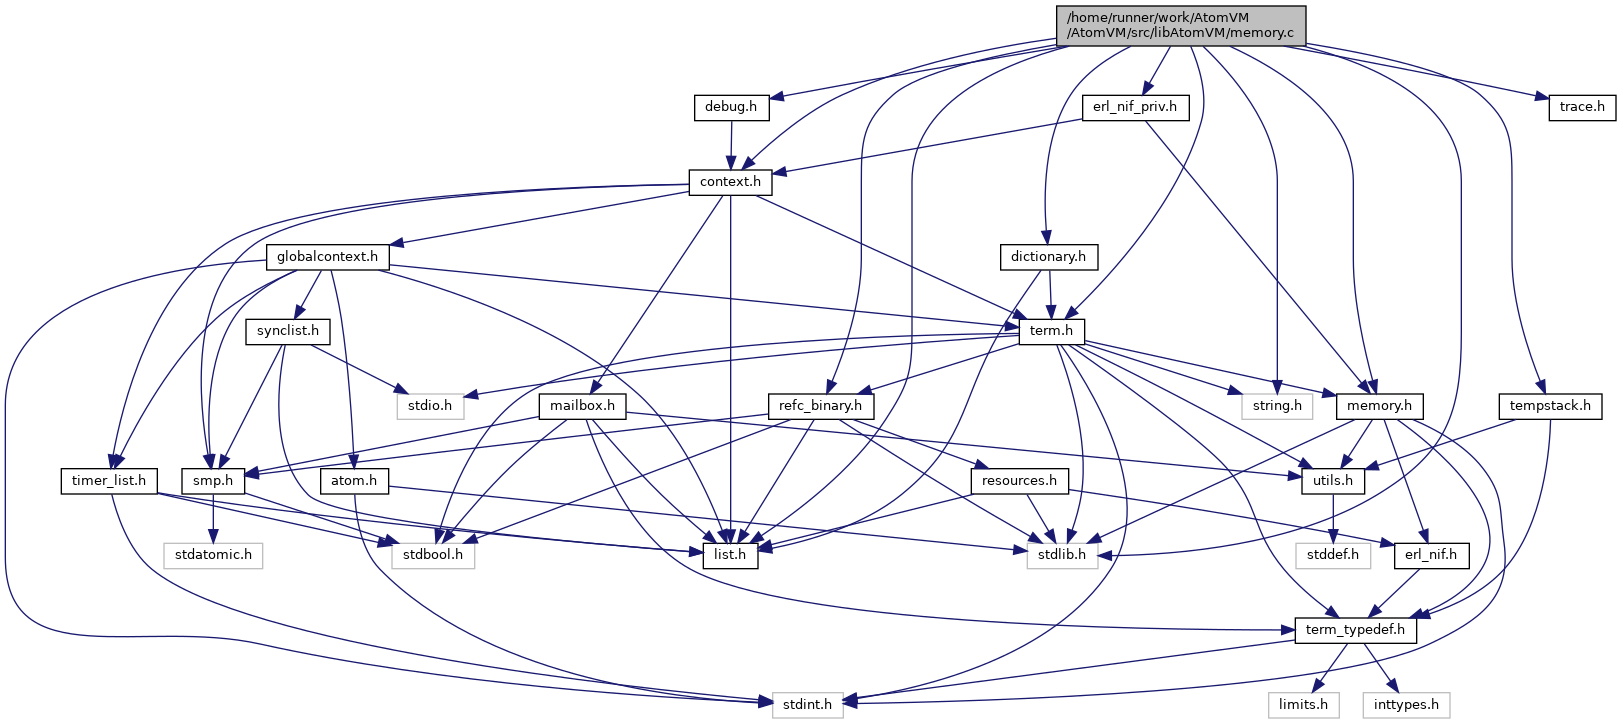 /home/runner/work/AtomVM
/AtomVM/src/libAtomVM/memory.c
debug.h
erl_nif_priv.h
trace.h
context.h
globalcontext.h
dictionary.h
synclist.h
term.h
stdio.h
mailbox.h
refc_binary.h
string.h
memory.h
tempstack.h
timer_list.h
smp.h
atom.h
resources.h
utils.h
stdatomic.h
stdbool.h
list.h
stdlib.h
stddef.h
erl_nif.h
term_typedef.h
stdint.h
limits.h
inttypes.h